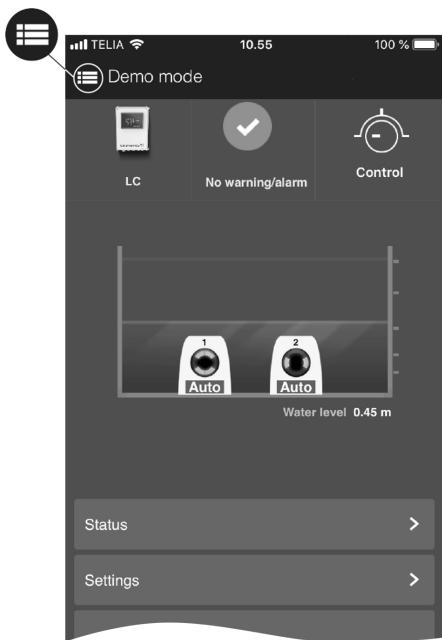 TELIA 10.55 100 %
Demo mode
LC
No warning/alarm
Control
1 2
Auto Auto
Water level 0.45 m
Status
Settings